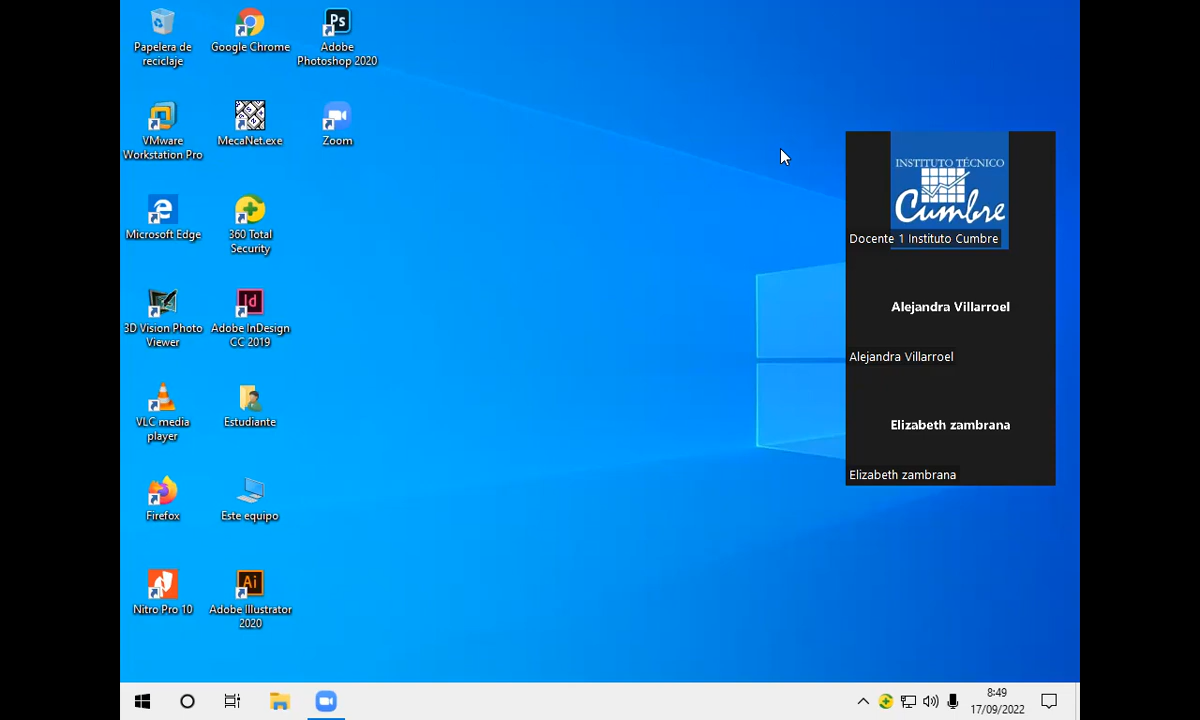 Papelera de
reciclaje
Google Chrome
Ps
Adobe
Photoshop 2020
VMware
Workstation Pro
MecaNet.exe
Zoom
Microsoft Edge
360 Total
Security
3D Vision Photo
Viewer
Id
Adobe InDesign
CC 2019
VLC media
player
Estudiante
Firefox
Este equipo
Nitro Pro 10
Ai
Adobe Illustrator
2020
INSTITUTO TÉCNICO
Cumbre
Docente 1 Instituto Cumbre
Alejandra Villarroel
Alejandra Villarroel
Elizabeth zambrana
Elizabeth zambrana
8:49
17/09/2022